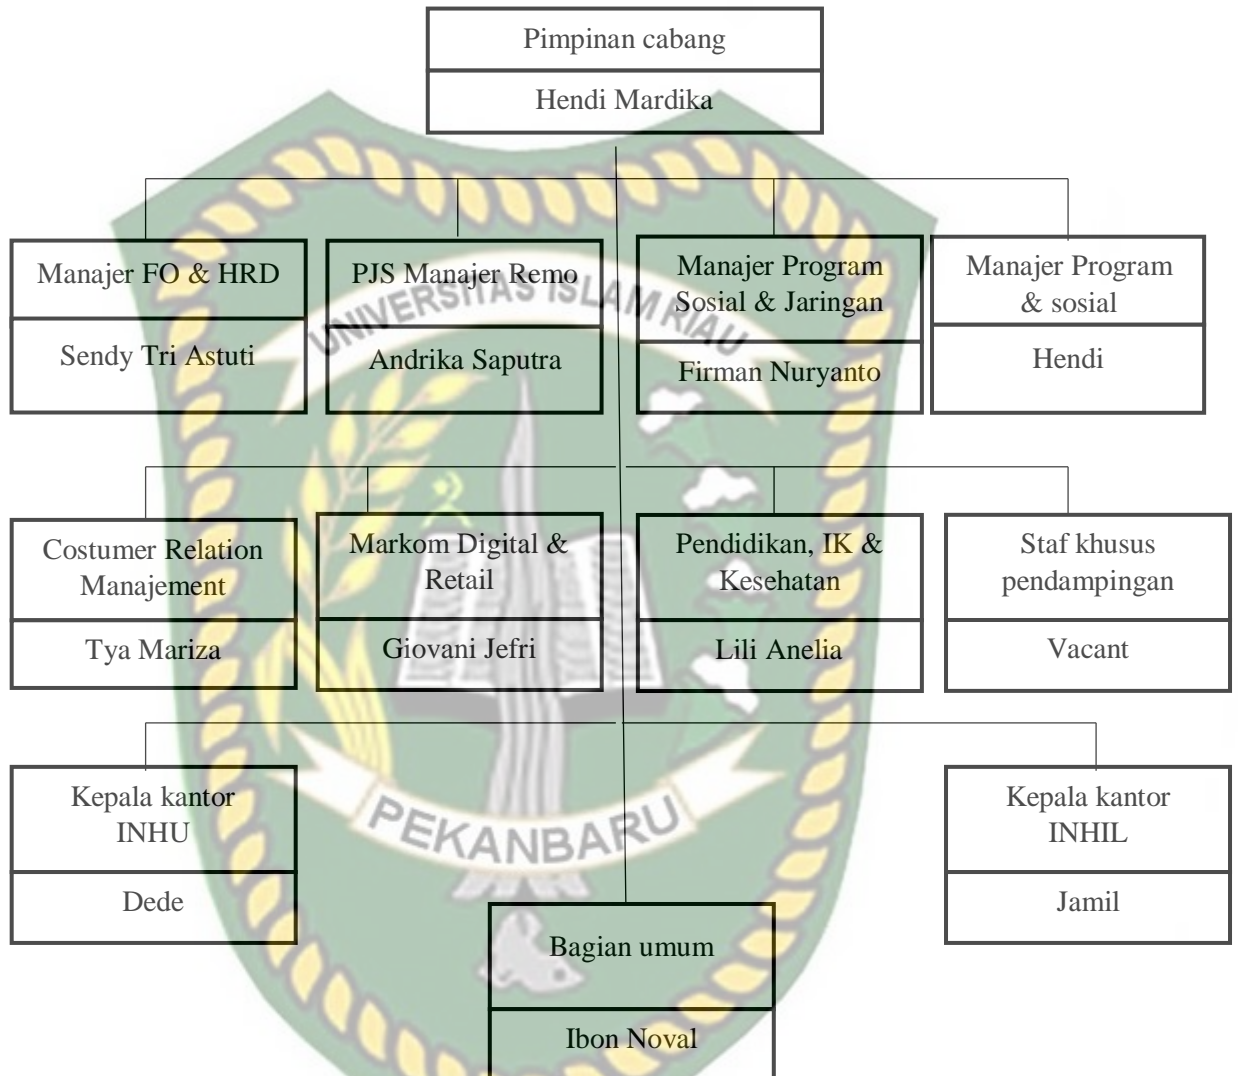 Pimpinan cabang
Hendi Mardika
Manajer FO & HRD
Sendy Tri Astuti
PJS Manajer Remo
Andrika Saputra
Manajer Program
Sosial & Jaringan
Firman Nuryanto
Manajer Program
& sosial
Hendi
UNIVERSITAS ISLAM RIAU
Costumer Relation
Manajement
Tya Mariza
Markom Digital &
Retail
Giovani Jefri
Pendidikan, IK &
Kesehatan
Lili Anelia
Staf khusus
pendampingan
Vacant
Kepala kantor
INHU
Dede
Kepala kantor
INHIL
Jamil
PEKANBARU
Bagian umum
Ibon Noval